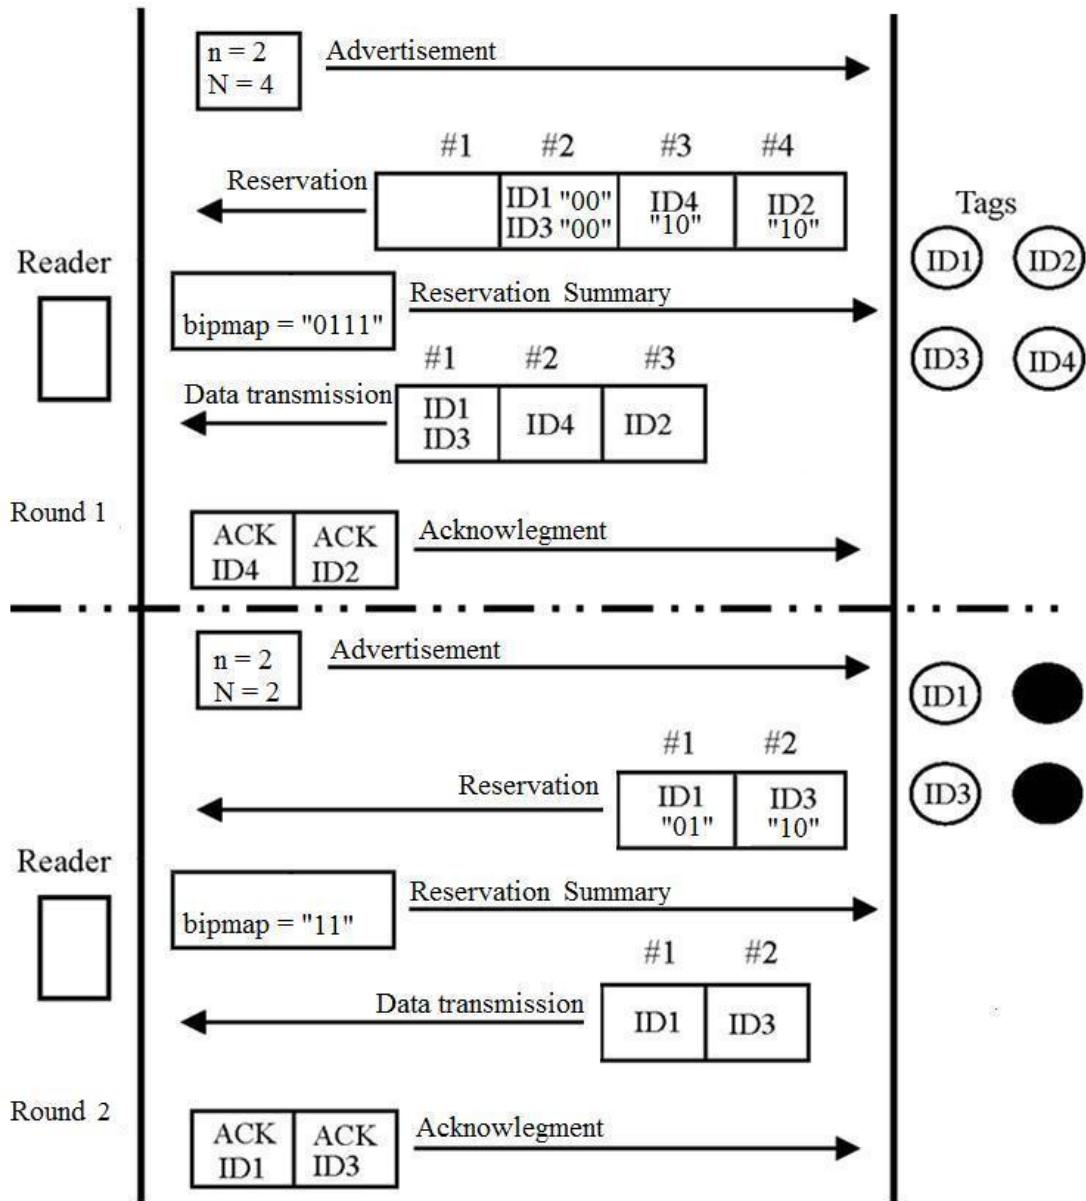 n = 2
N = 4
Advertisement
#1 #2 #3 #4
Reservation
ID1 "00"
ID3 "00"
ID4
"10"
ID2
"10"
Tags
ID1 ID2
ID3 ID4
Reader
bipmap = "0111"
Reservation Summary
#1 #2 #3
Data transmission
ID1
ID3
ID4
ID2
Round 1
ACK
ID4
ACK
ID2
Acknowlegment
n = 2
N = 2
Advertisement
ID1
ID3
#1 #2
Reservation
ID1
"01"
ID3
"10"
Reader
bipmap = "11"
Reservation Summary
#1 #2
Data transmission
ID1
ID3
Round 2
ACK
ID1
ACK
ID3
Acknowlegment